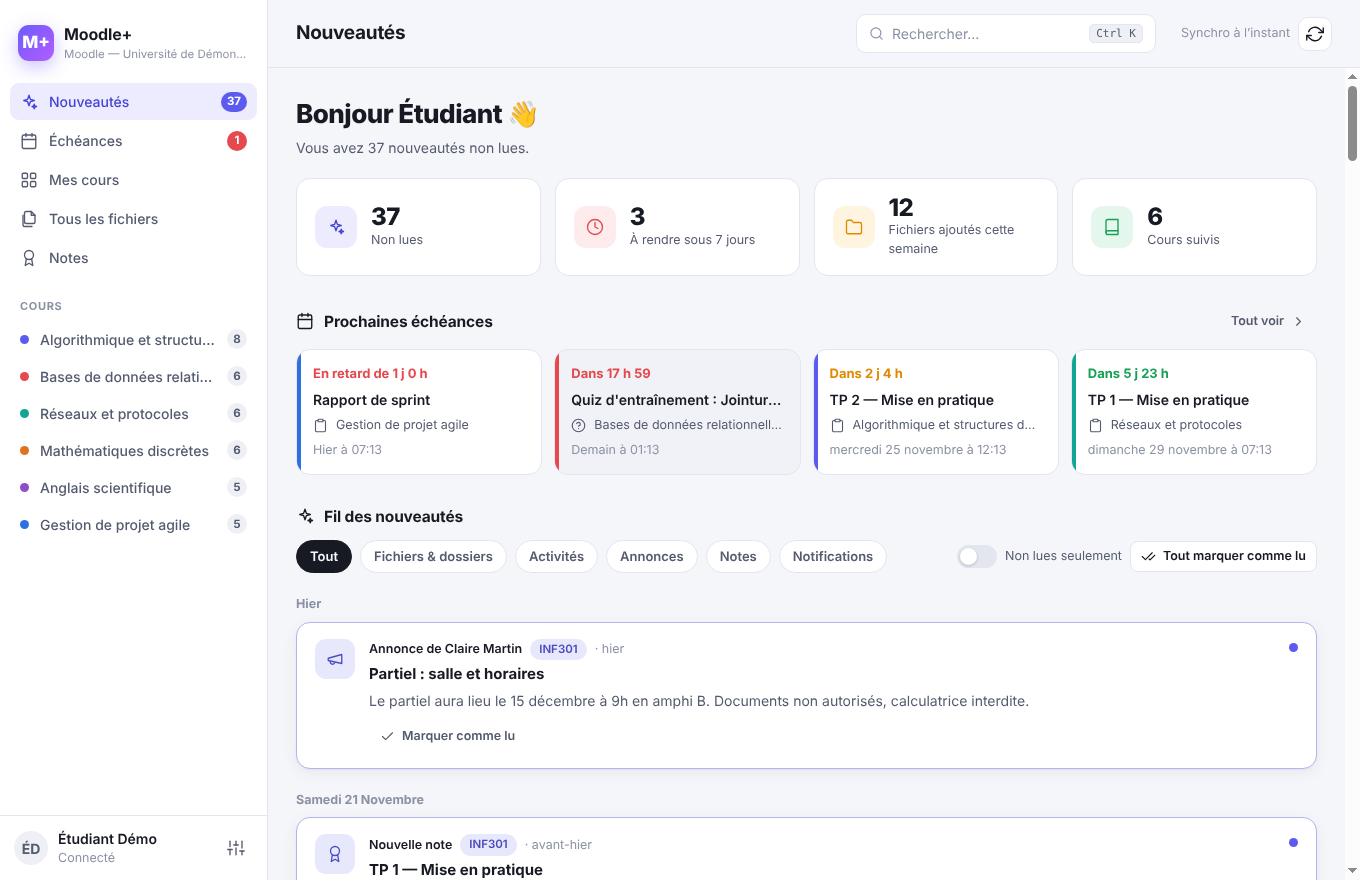 M+
Moodle+
Moodle — Université de Démon...
Nouveautés 37
Échéances 1
Mes cours
Tous les fichiers
Notes
COURS
Algorithmique et structu... 8
Bases de données relati... 6
Réseaux et protocoles 6
Mathématiques discrètes 6
Anglais scientifique 5
Gestion de projet agile 5
ÉD
Étudiant Démo
Connecté
Nouveautés
Rechercher...
Ctrl K
Synchro à l'instant
Bonjour Étudiant 👋
Vous avez 37 nouveautés non lues.
37
Non lues
3
À rendre sous 7 jours
12
Fichiers ajoutés cette
semaine
6
Cours suivis
Prochaines échéances
Tout voir
En retard de 1 j 0 h
Rapport de sprint
Gestion de projet agile
Hier à 07:13
Dans 17 h 59
Quiz d'entraînement : Jointur...
Bases de données relationnell...
Demain à 01:13
Dans 2 j 4 h
TP 2 — Mise en pratique
Algorithmique et structures d...
mercredi 25 novembre à 12:13
Dans 5 j 23 h
TP 1 — Mise en pratique
Réseaux et protocoles
dimanche 29 novembre à 07:13
Fil des nouveautés
Tout
Fichiers & dossiers
Activités
Annonces
Notes
Notifications
Non lues seulement
Tout marquer comme lu
Hier
Annonce de Claire Martin INF301 · hier
Partiel : salle et horaires
Le partiel aura lieu le 15 décembre à 9h en amphi B. Documents non autorisés, calculatrice interdite.
Marquer comme lu
Samedi 21 Novembre
Nouvelle note INF301 · avant-hier
TP 1 — Mise en pratique